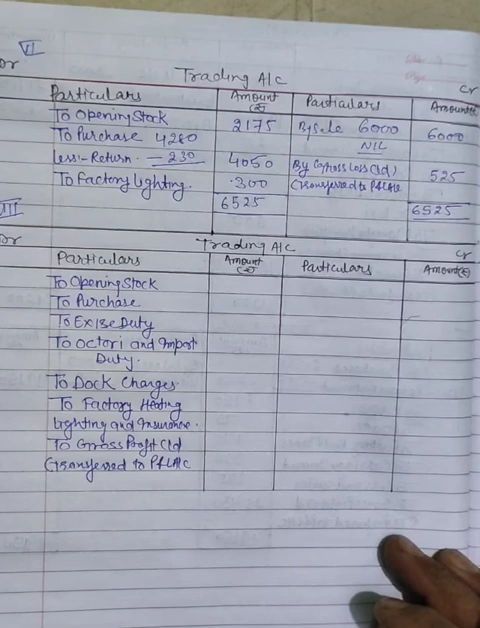 VII
Dr Trading A/c Cr
Particulars Amount (₹) Particulars Amount(₹)
To Opening Stock 2175 By Sale 6000 6000
To Purchase 4280 NIL
Less:- Return. - 230 4050 By Gross Loss C/d 525
To Factory lighting. .300 (Transferred to P&L A/c
6525 6525
VIII
Dr Trading A/c Cr
Particulars Amount (₹) Particulars Amount(₹)
To Opening Stock
To Purchase
To Exise Duty
To Octori and Import
Duty.
To Dock Charges.
To Factory Heating
lighting and Insurance.
To Gross Profit C/d
(Transferred to P&L A/c